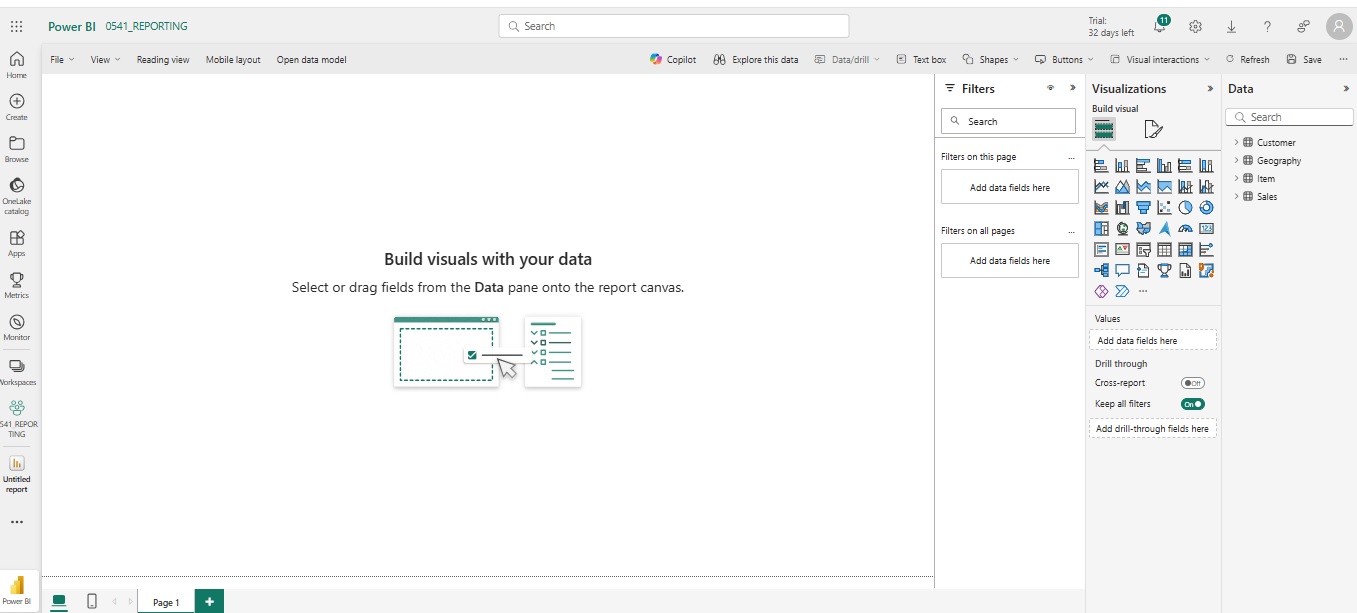 Power BI 0541_REPORTING
Search
Trial:
32 days left
11
Home
Create
Browse
OneLake
catalog
Apps
Metrics
Monitor
Workspaces
541_REPOR
TING
Untitled
report
Power BI
File View Reading view Mobile layout Open data model
Copilot Explore this data Data/drill Text box Shapes Buttons Visual interactions Refresh Save
Build visuals with your data
Select or drag fields from the Data pane onto the report canvas.
Page 1
Filters
Search
Filters on this page
Add data fields here
Filters on all pages
Add data fields here
Visualizations
Build visual
123
Values
Add data fields here
Drill through
Cross-report Off
Keep all filters On
Add drill-through fields here
Data
Search
Customer
Geography
Item
Sales